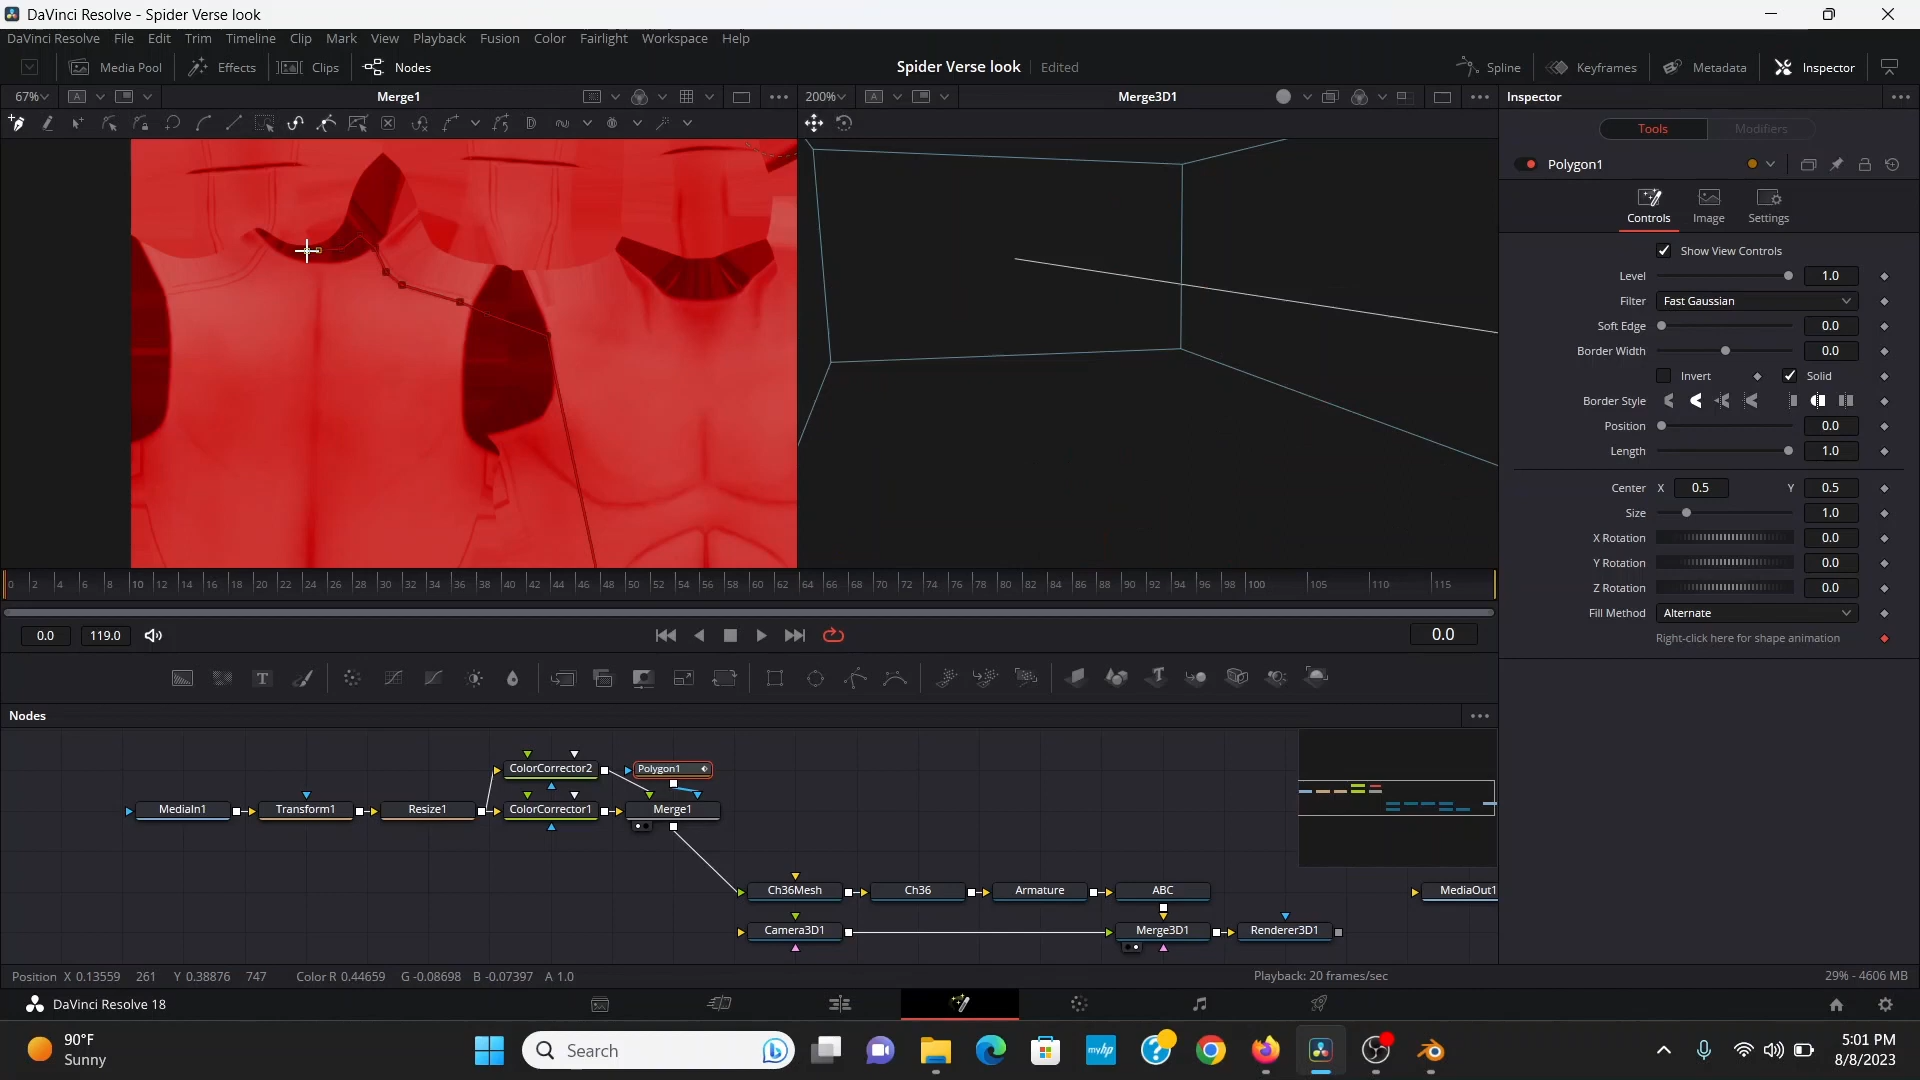 DaVinci Resolve - Spider Verse look
DaVinci Resolve File Edit Trim Timeline Clip Mark View Playback Fusion Color Fairlight Workspace Help
Media Pool Effects Clips Nodes Spider Verse look Edited Spline Keyframes Metadata Inspector
67% A Merge1 200% A Merge3D1 Inspector
Tools Modifiers
Polygon1
Controls Image Settings
Show View Controls
Level 1.0
Filter Fast Gaussian
Soft Edge 0.0
Border Width 0.0
Invert Solid
Border Style
Position 0.0
Length 1.0
Center X 0.5 Y 0.5
Size 1.0
X Rotation 0.0
Y Rotation 0.0
Z Rotation 0.0
Fill Method Alternate
Right-click here for shape animation
0 2 4 6 8 10 12 14 16 18 20 22 24 26 28 30 32 34 36 38 40 42 44 46 48 50 52 54 56 58 60 62 64 66 68 70 72 74 76 78 80 82 84 86 88 90 92 94 96 98 100 105 110 115
0.0 119.0 0.0
T T
Nodes
ColorCorrector2 Polygon1
MediaIn1 Transform1 Resize1 ColorCorrector1 Merge1
Ch36Mesh Ch36 Armature ABC MediaOut1
Camera3D1 Merge3D1 Renderer3D1
Position X 0.13559 261 Y 0.38876 747 Color R 0.44659 G -0.08698 B -0.07397 A 1.0 Playback: 20 frames/sec 29% - 4606 MB
DaVinci Resolve 18
90°F
Sunny
Search
myhp
5:01 PM
8/8/2023